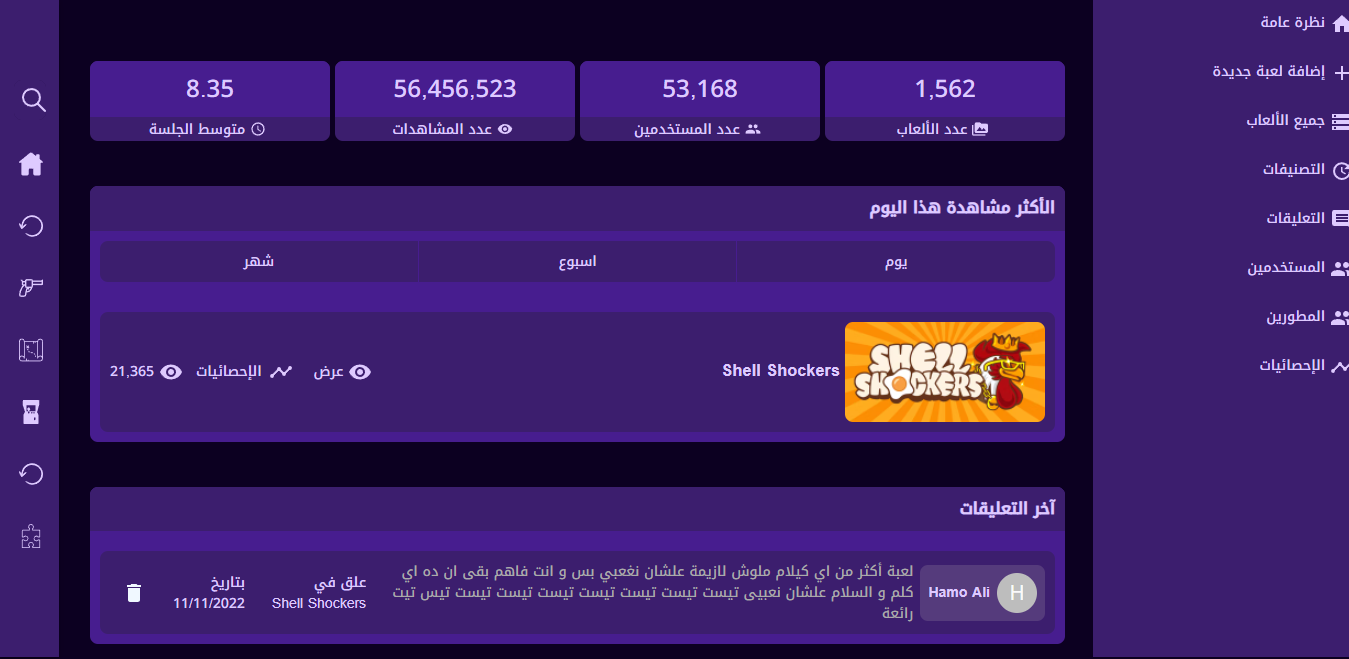 نظرة عامة
إضافة لعبة جديدة
جميع الألعاب
التصنيفات
التعليقات
المستخدمين
المطورين
الإحصائيات
1,562
عدد الألعاب
53,168
عدد المستخدمين
56,456,523
عدد المشاهدات
8.35
متوسط الجلسة
الأكثر مشاهدة هذا اليوم
يوم
اسبوع
شهر
SHELL
SHOCKERS
Shell Shockers
عرض
الإحصائيات
21,365
آخر التعليقات
H
Hamo Ali
لعبة أكثر من اي كيلام ملوش لازيمة علشان نغعبي بس و انت فاهم بقى ان ده اي
كلم و السلام علشان نعبيى تيست تيست تيست تيست تيست تيست تيست تيس تيت
رائعة
علق في
Shell Shockers
بتاريخ
11/11/2022